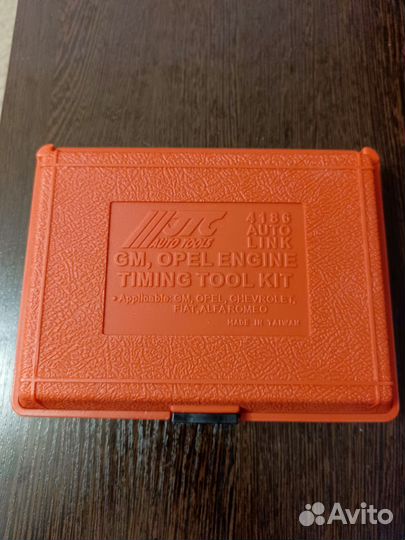 JTC
AUTO TOOLS
4186
AUTO
LINK
GM, OPEL ENGINE
TIMING TOOL KIT
➤Applicable: GM, OPEL, CHEVROLET,
FIAT, ALFAROMEO
MADE IN TAIWAN
Avito